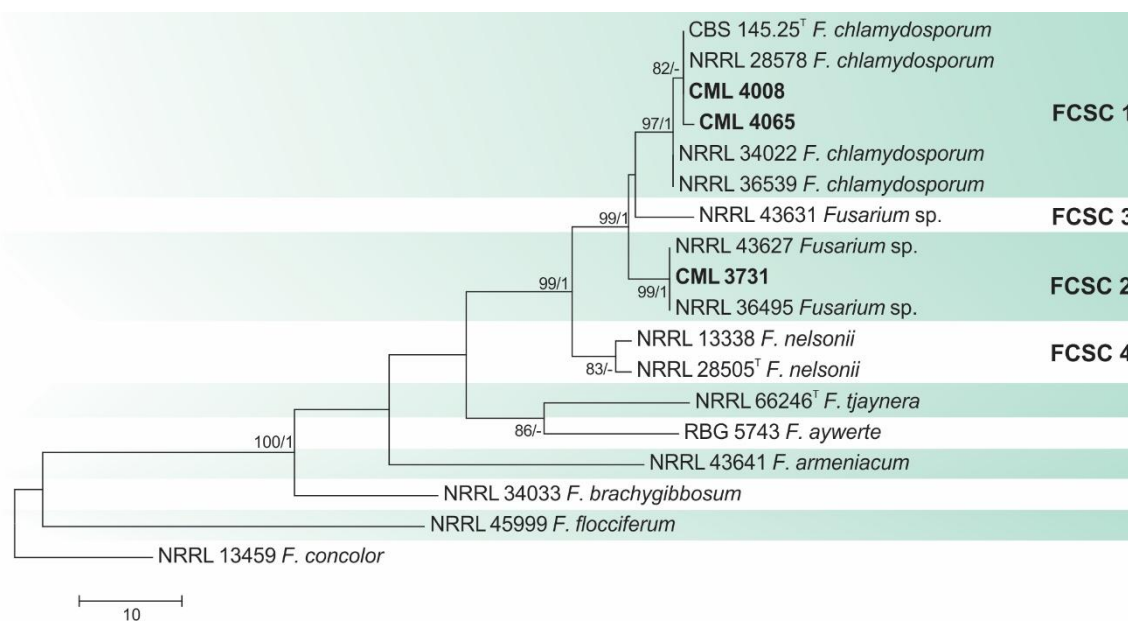 CBS 145.25ᵀ F. chlamydosporum
NRRL 28578 F. chlamydosporum
82/-
CML 4008
FCSC 1
CML 4065
97/1
NRRL 34022 F. chlamydosporum
NRRL 36539 F. chlamydosporum
NRRL 43631 Fusarium sp.
FCSC 3
99/1
NRRL 43627 Fusarium sp.
CML 3731
FCSC 2
99/1
99/1
NRRL 36495 Fusarium sp.
NRRL 13338 F. nelsonii
FCSC 4
83/-
NRRL 28505ᵀ F. nelsonii
NRRL 66246ᵀ F. tjaynera
86/-
RBG 5743 F. aywerte
100/1
NRRL 43641 F. armeniacum
NRRL 34033 F. brachygibbosum
NRRL 45999 F. flocciferum
NRRL 13459 F. concolor
10